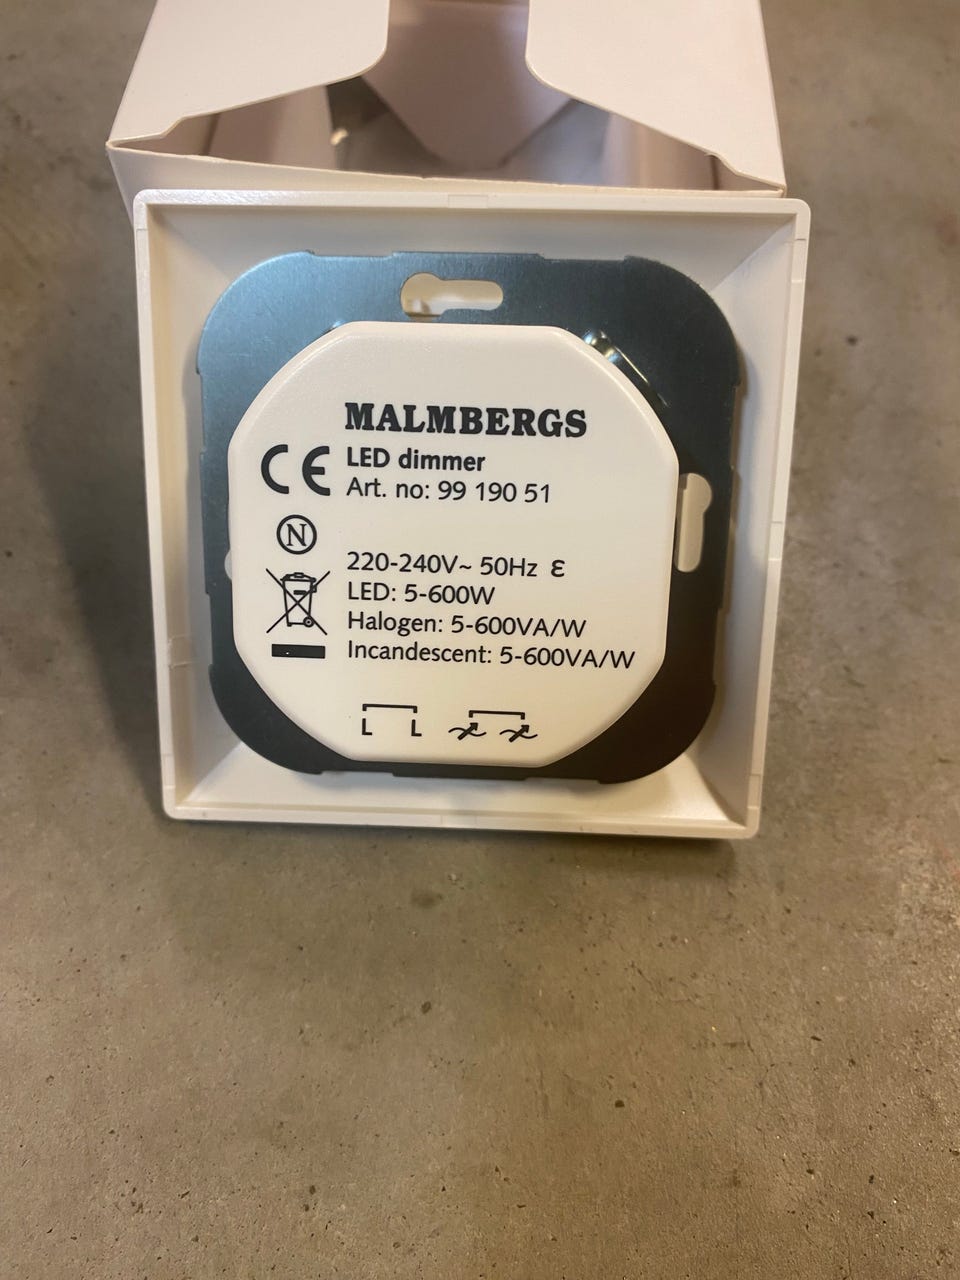 MALMBERGS
CE LED dimmer
Art. no: 99 190 51
N
220-240V~ 50Hz ε
LED: 5-600W
Halogen: 5-600VA/W
Incandescent: 5-600VA/W
L L